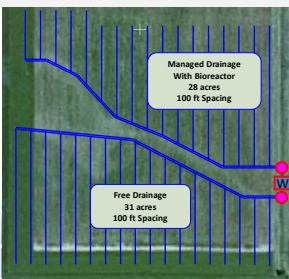 Managed Drainage
With Bioreactor
28 acres
100 ft Spacing
W
Free Drainage
31 acres
100 ft Spacing